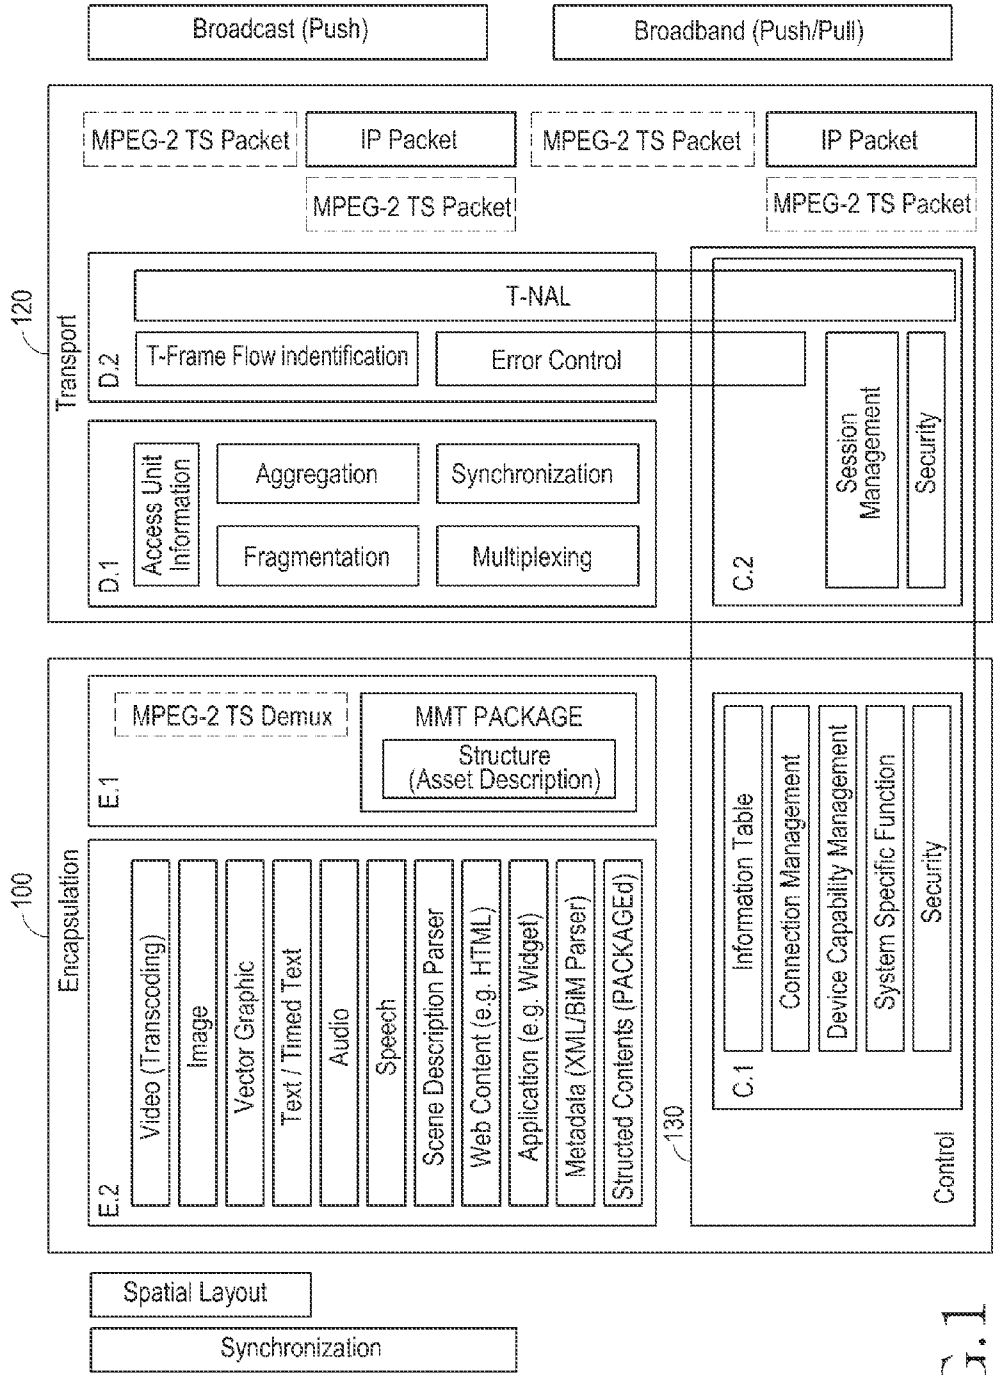 Broadcast (Push)
Broadband (Push/Pull)
120
Transport
MPEG-2 TS Packet
IP Packet
MPEG-2 TS Packet
IP Packet
MPEG-2 TS Packet
MPEG-2 TS Packet
D.2
T-NAL
T-Frame Flow indentification
Error Control
D.1
Access Unit
Information
Aggregation
Synchronization
Fragmentation
Multiplexing
C.2
Session
Management
Security
100
Encapsulation
E.1
MPEG-2 TS Demux
MMT PACKAGE
Structure
(Asset Description)
E.2
Video (Transcoding)
Image
Vector Graphic
Text / Timed Text
Audio
Speech
Scene Description Parser
Web Content (e.g. HTML)
Application (e.g. Widget)
Metadata (XML/BiM Parser)
Structed Contents (PACKAGEd)
130
Control
C.1
Information Table
Connection Management
Device Capability Management
System Specific Function
Security
Spatial Layout
Synchronization
G.1